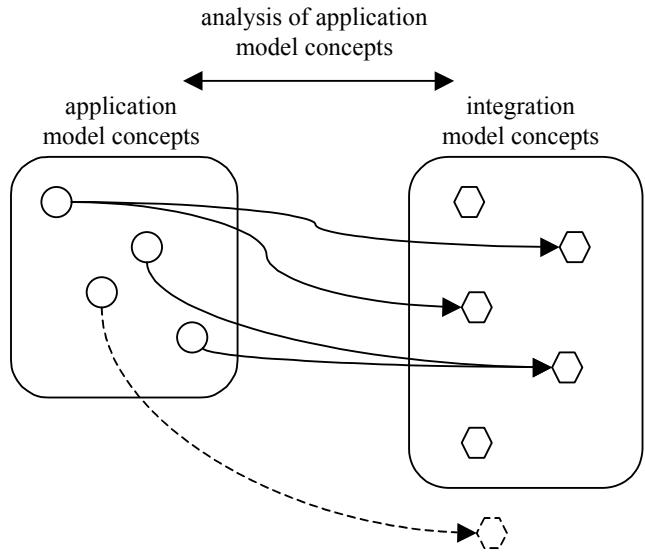 analysis of application
model concepts
application
model concepts
integration
model concepts